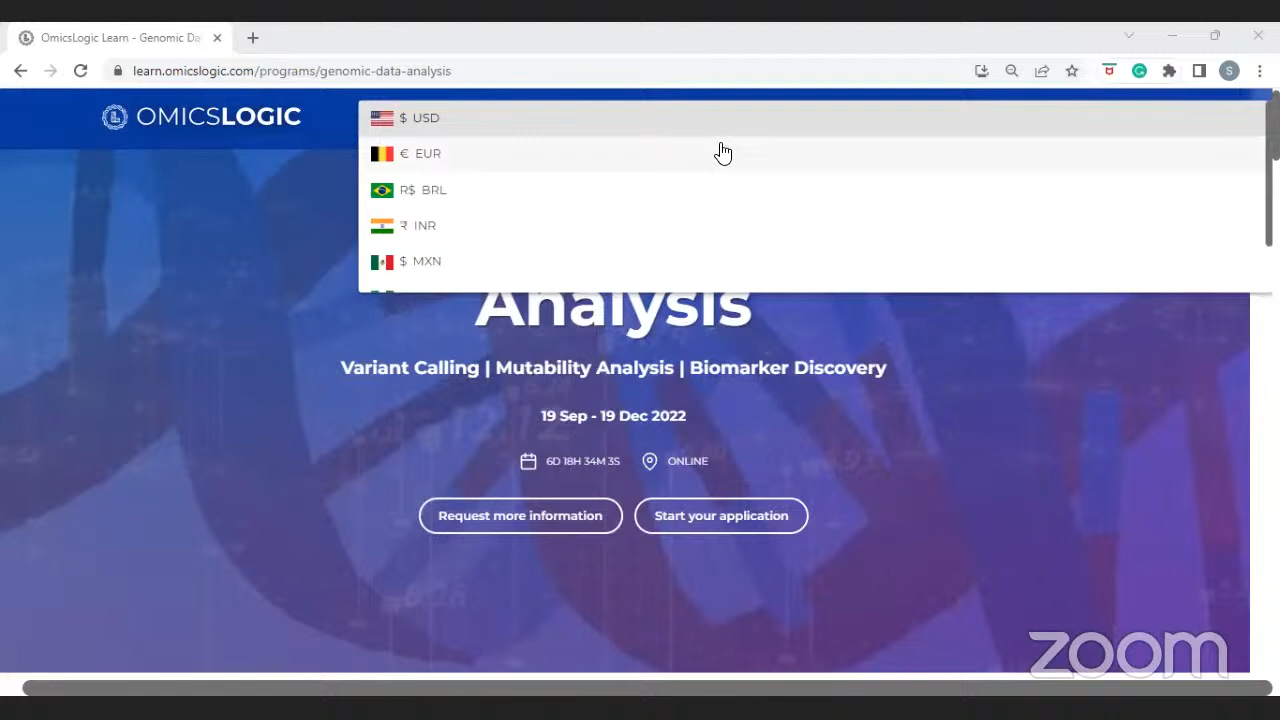 OmicsLogic Learn - Genomic Da
learn.omicslogic.com/programs/genomic-data-analysis
S
OMICSLOGIC
$ USD
€ EUR
R$ BRL
₹ INR
$ MXN
Analysis
Variant Calling | Mutability Analysis | Biomarker Discovery
19 Sep - 19 Dec 2022
6D 18H 34M 3S ONLINE
Request more information Start your application
zoom